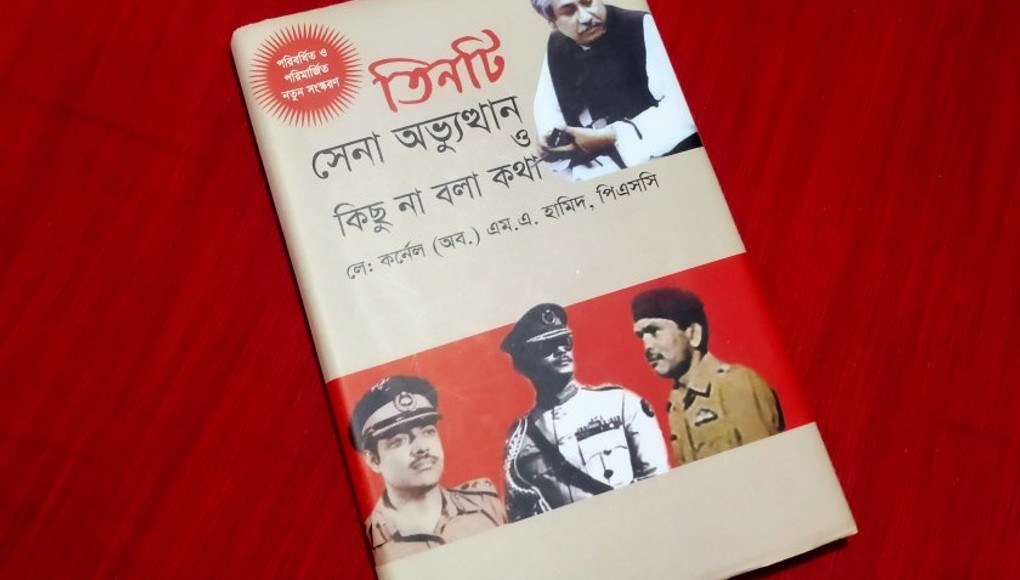 পরিবর্ধিত ও
পরিমার্জিত
নতুন সংস্করণ
তিনটি
সেনা অভ্যুত্থান
ও
কিছু না বলা কথা
লে: কর্নেল (অব.) এম.এ. হামিদ, পিএসসি